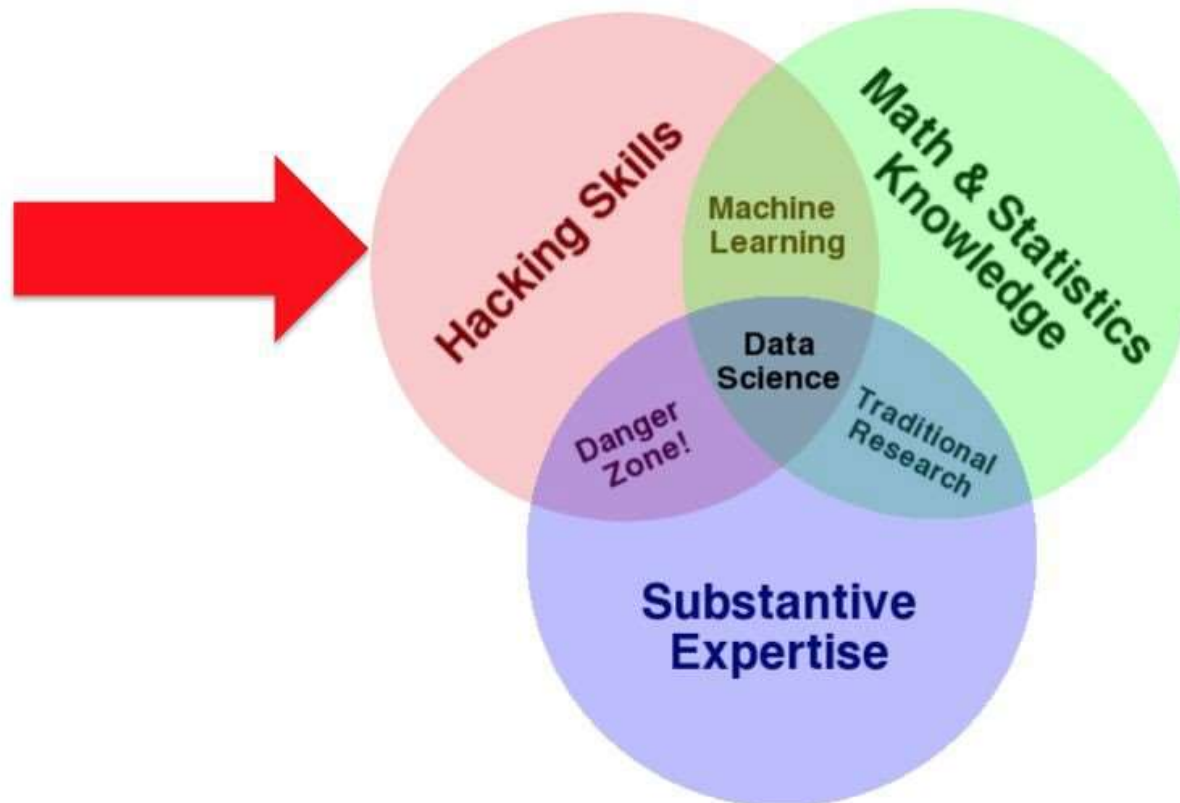 Hacking Skills
Math & Statistics
Knowledge
Machine
Learning
Data
Science
Danger
Zone!
Traditional
Research
Substantive
Expertise